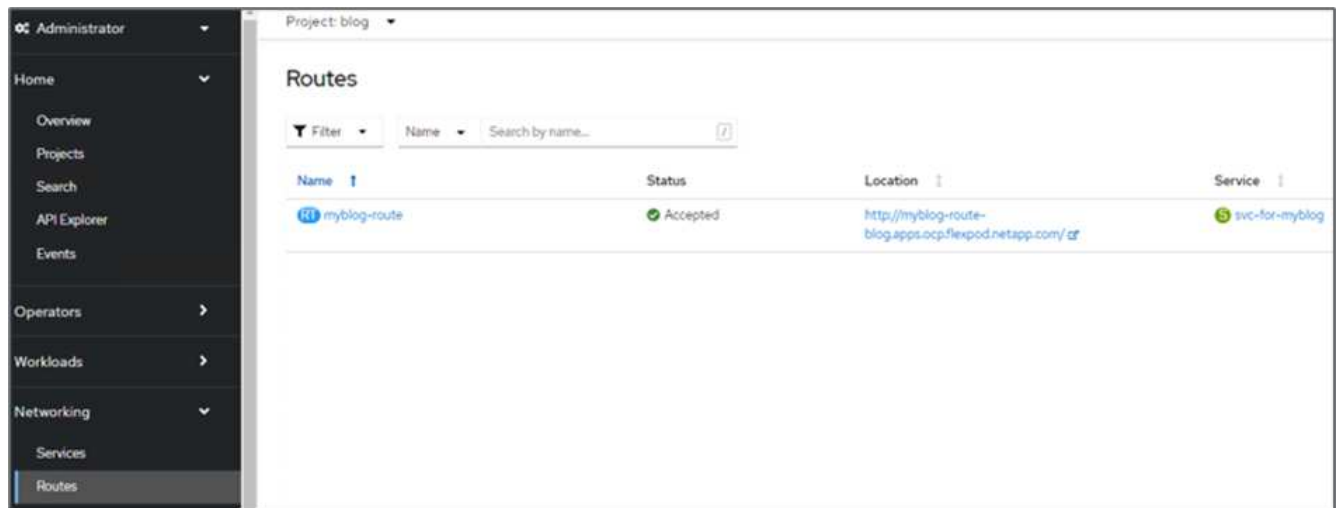 Administrator
Home
Overview
Projects
Search
API Explorer
Events
Operators
Workloads
Networking
Services
Routes
Project: blog
Routes
Filter
Name Search by name... /
Name Status Location Service
RT myblog-route Accepted http://myblog-route- S svc-for-myblog
blog.apps.ocp.flexpod.netapp.com/